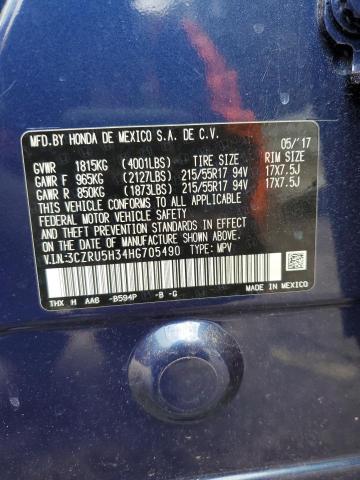 MFD.BY HONDA DE MEXICO S.A. DE C.V. 05/'17
GVWR 1815KG (4001LBS) TIRE SIZE RIM SIZE
GAWR F 965KG (2127LBS) 215/55R17 94V 17X7.5J
GAWR R 850KG (1873LBS) 215/55R17 94V 17X7.5J
THIS VEHICLE CONFORMS TO ALL APPLICABLE
FEDERAL MOTOR VEHICLE SAFETY AND THEFT
PREVENTION STANDARDS IN EFFECT ON THE
DATE OF MANUFACTURE SHOWN ABOVE.
V.I.N:3CZRU5H34HG705490 TYPE: MPV
THX H AAB -B594P -B -G MADE IN MEXICO